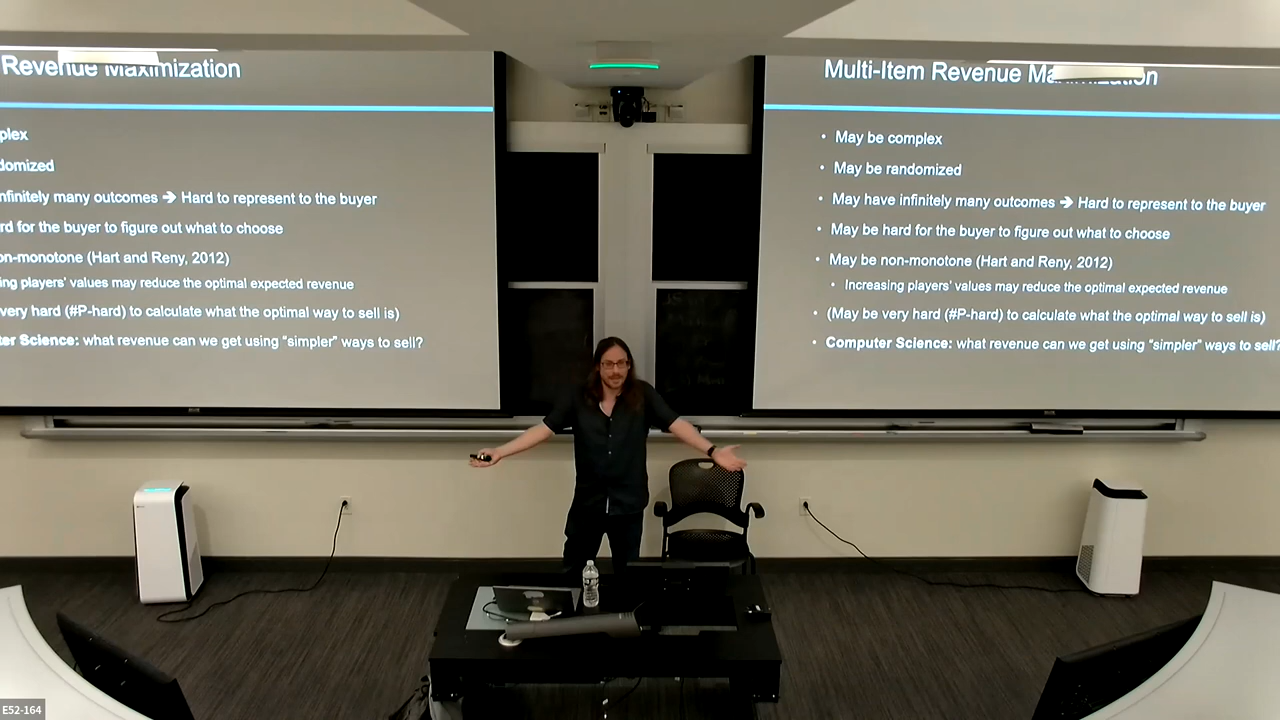 Revenue Maximization
plex
domized
nfinitely many outcomes ➔ Hard to represent to the buyer
rd for the buyer to figure out what to choose
on-monotone (Hart and Reny, 2012)
ing players' values may reduce the optimal expected revenue
very hard (#P-hard) to calculate what the optimal way to sell is)
ter Science: what revenue can we get using "simpler" ways to sell?
Multi-Item Revenue Maximization
• May be complex
• May be randomized
• May have infinitely many outcomes ➔ Hard to represent to the buyer
• May be hard for the buyer to figure out what to choose
• May be non-monotone (Hart and Reny, 2012)
• Increasing players' values may reduce the optimal expected revenue
• (May be very hard (#P-hard) to calculate what the optimal way to sell is)
• Computer Science: what revenue can we get using "simpler" ways to sell?
E52-164